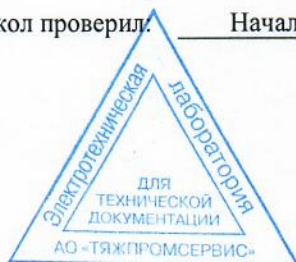 кол проверил: Начал
Электротехническая
лаборатория
ДЛЯ
ТЕХНИЧЕСКОЙ
ДОКУМЕНТАЦИИ
АО «ТЯЖПРОМСЕРВИС»